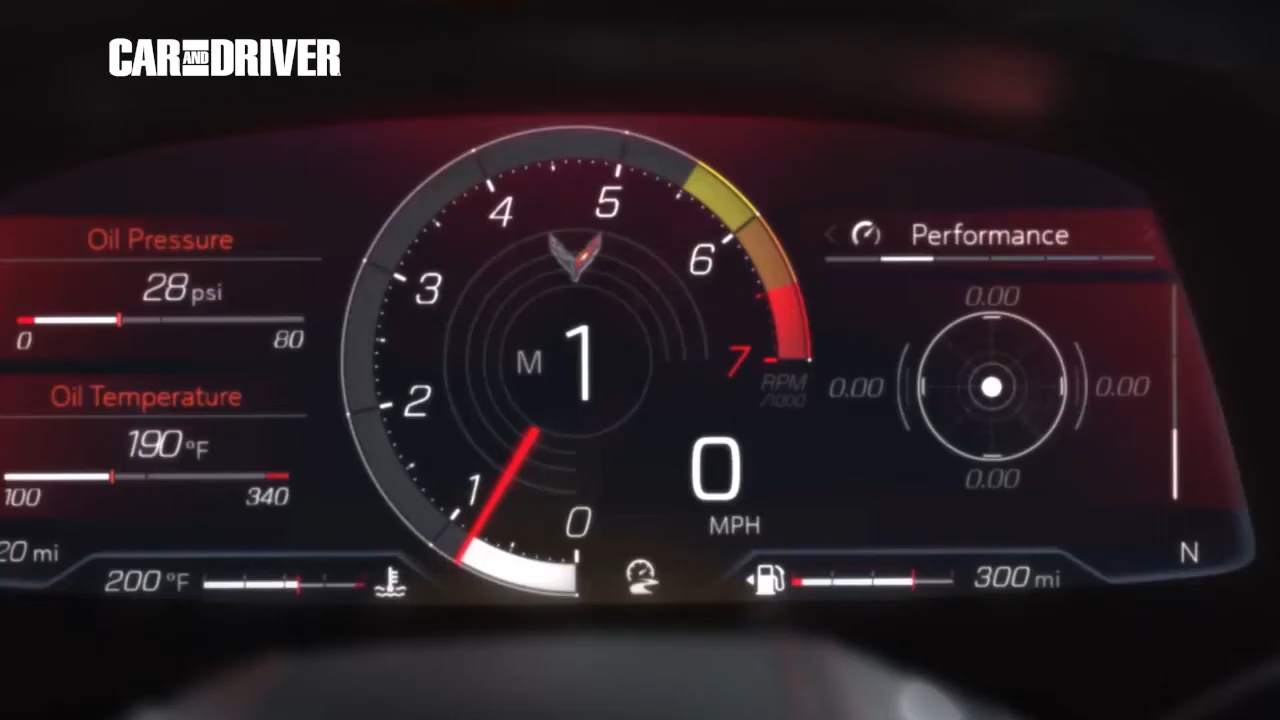 CAR AND DRIVER
Oil Pressure
28 psi
0 80
Oil Temperature
190 °F
100 340
20 mi
200 °F
0
1
2
3
4
5
6
7
RPM
/1000
M 1
0
MPH
Performance
0.00
0.00 0.00
0.00
N
300 mi